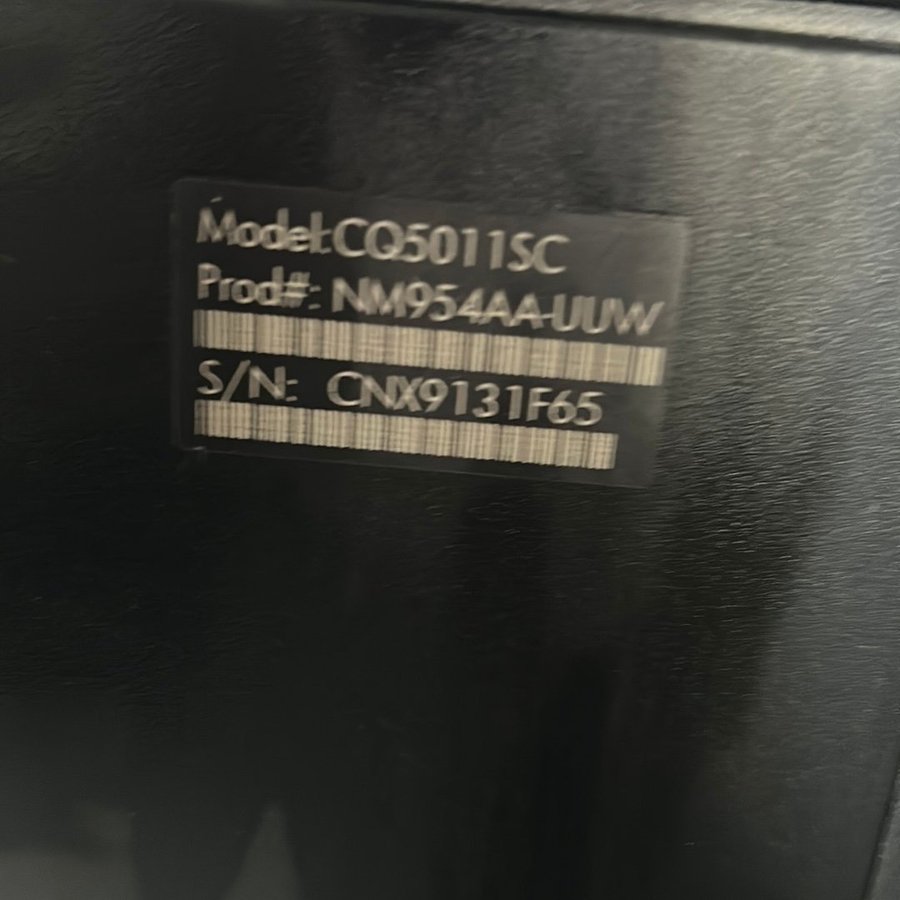 Model:CQ5011SC
Prod#: NM954AA-UUW
S/N: CNX9131F65